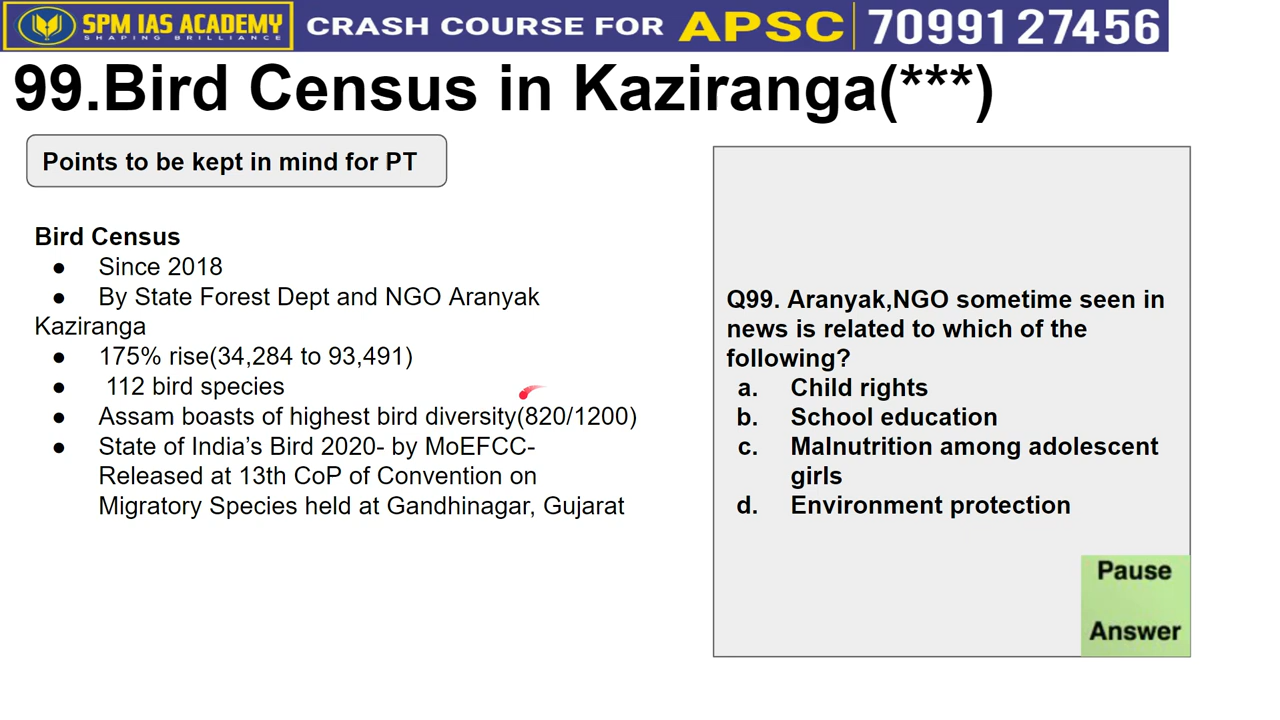 SPM IAS ACADEMY
SHAPING BRILLIANCE
CRASH COURSE FOR APSC 70991 27456
99.Bird Census in Kaziranga(***)
Points to be kept in mind for PT
Bird Census
● Since 2018
● By State Forest Dept and NGO Aranyak
Kaziranga
● 175% rise(34,284 to 93,491)
● 112 bird species
● Assam boasts of highest bird diversity(820/1200)
● State of India's Bird 2020- by MoEFCC-
Released at 13th CoP of Convention on
Migratory Species held at Gandhinagar, Gujarat
Q99. Aranyak,NGO sometime seen in
news is related to which of the
following?
a. Child rights
b. School education
c. Malnutrition among adolescent
girls
d. Environment protection
Pause
Answer